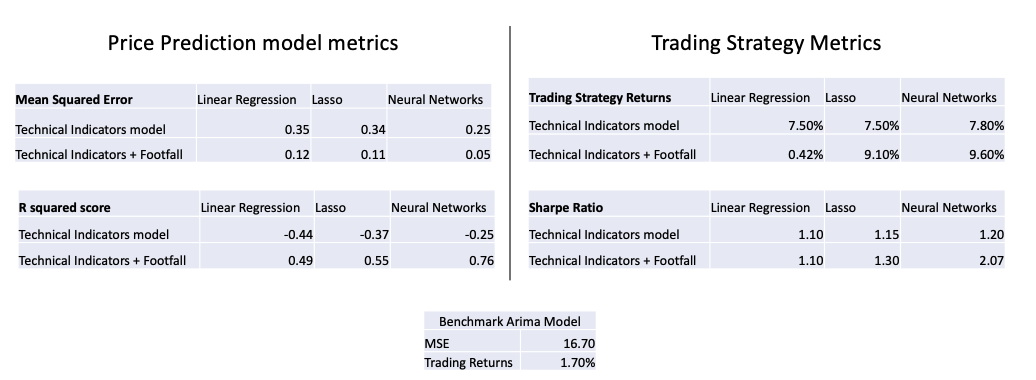 Price Prediction model metrics
Mean Squared Error Linear Regression Lasso Neural Networks
Technical Indicators model 0.35 0.34 0.25
Technical Indicators + Footfall 0.12 0.11 0.05
R squared score Linear Regression Lasso Neural Networks
Technical Indicators model -0.44 -0.37 -0.25
Technical Indicators + Footfall 0.49 0.55 0.76
Trading Strategy Metrics
Trading Strategy Returns Linear Regression Lasso Neural Networks
Technical Indicators model 7.50% 7.50% 7.80%
Technical Indicators + Footfall 0.42% 9.10% 9.60%
Sharpe Ratio Linear Regression Lasso Neural Networks
Technical Indicators model 1.10 1.15 1.20
Technical Indicators + Footfall 1.10 1.30 2.07
Benchmark Arima Model
MSE 16.70
Trading Returns 1.70%